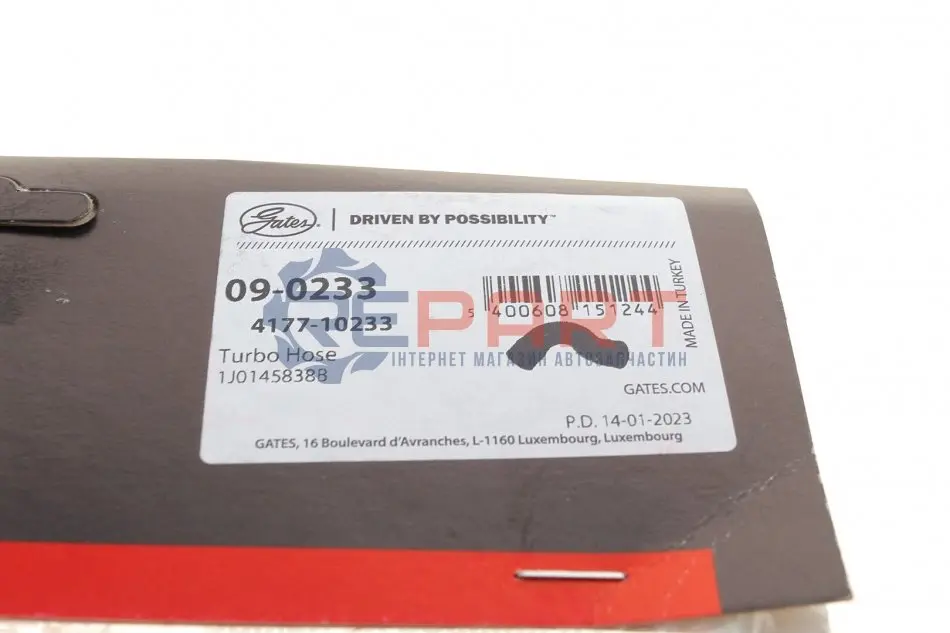 Gates. | DRIVEN BY POSSIBILITY™
09-0233
4177-10233
Turbo Hose
1J0145838B
5 400608 151244
MADE IN TURKEY
REPART
ІНТЕРНЕТ МАГАЗИН АВТОЗАПЧАСТИН
GATES.COM
P.D. 14-01-2023
GATES, 16 Boulevard d'Avranches, L-1160 Luxembourg, Luxembourg